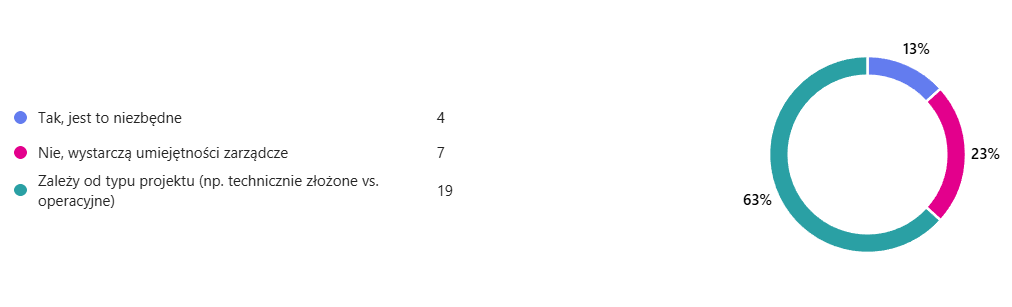 13%
Tak, jest to niezbędne 4
Nie, wystarczą umiejętności zarządcze 7
23%
Zależy od typu projektu (np. technicznie złożone vs.
operacyjne) 19
63%